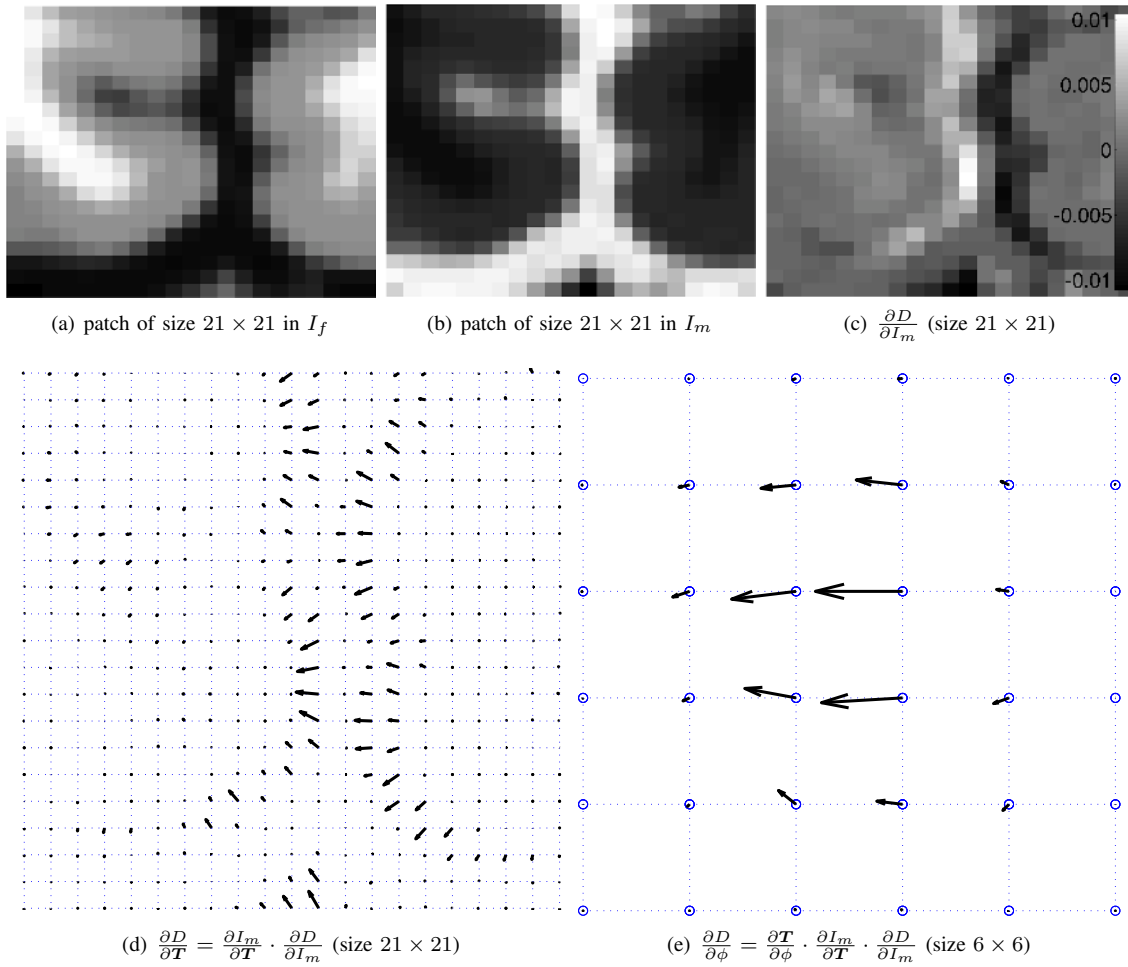 0.01
0.005
0
-0.005
-0.01
(a) patch of size 21 × 21 in I_f
(b) patch of size 21 × 21 in I_m
(c) ∂D/∂I_m (size 21 × 21)
(d) ∂D/∂T = ∂I_m/∂T · ∂D/∂I_m (size 21 × 21)
(e) ∂D/∂ϕ = ∂T/∂ϕ · ∂I_m/∂T · ∂D/∂I_m (size 6 × 6)